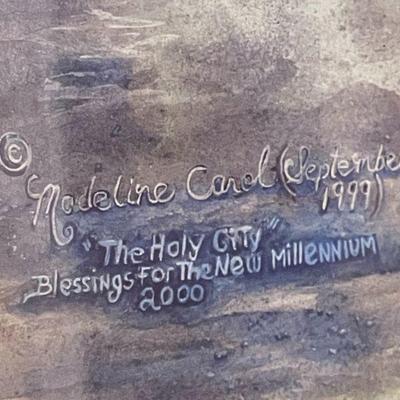 © Madeline Carol (Septembe
1999)
"The Holy City"
Blessings For The New Millennium
2000